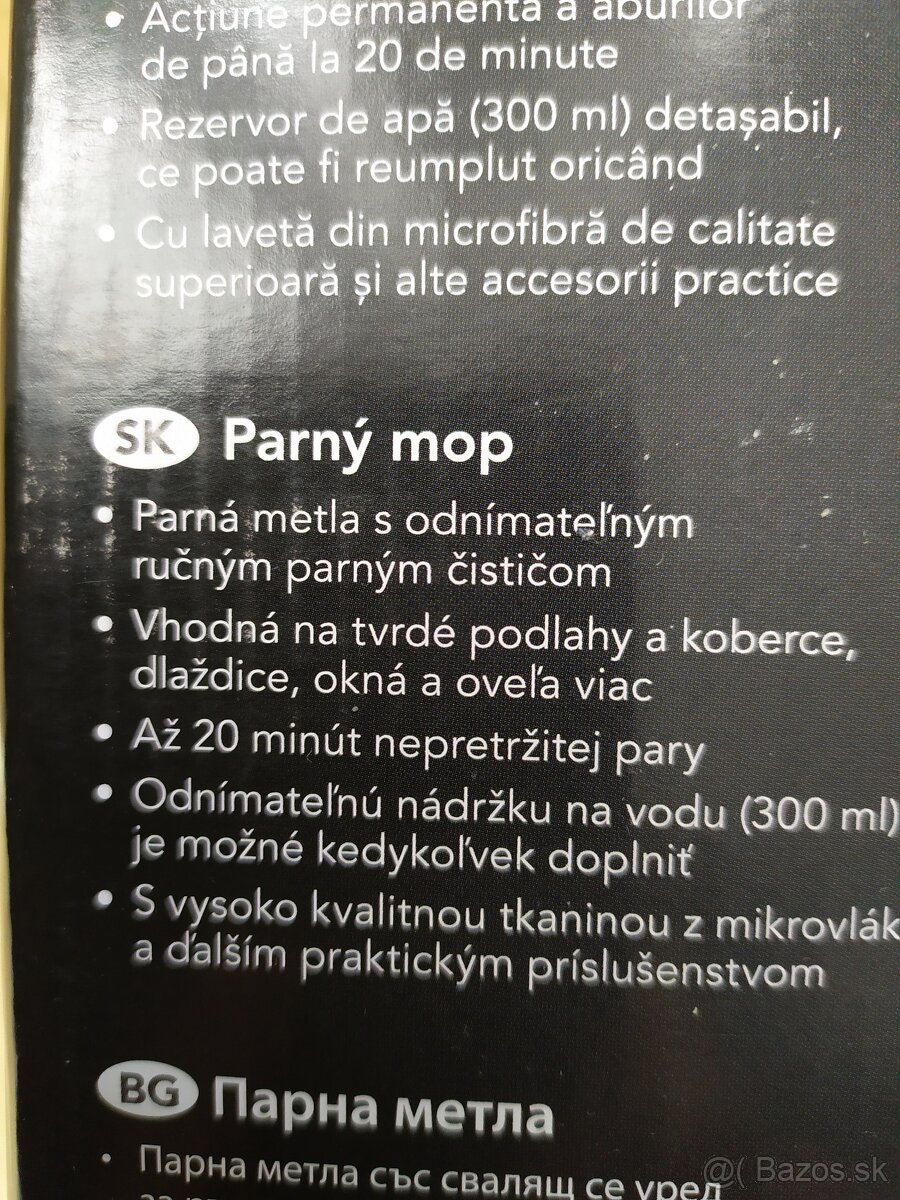 • Acțiune permanentă a aburilor
de până la 20 de minute
• Rezervor de apă (300 ml) detașabil,
ce poate fi reumplut oricând
• Cu lavetă din microfibră de calitate
superioară și alte accesorii practice
SK Parný mop
• Parná metla s odnímateľným
ručným parným čističom
• Vhodná na tvrdé podlahy a koberce,
dlaždice, okná a oveľa viac
• Až 20 minút nepretržitej pary
• Odnímateľnú nádržku na vodu (300 ml)
je možné kedykoľvek doplniť
• S vysoko kvalitnou tkaninou z mikrovlák
a ďalším praktickým príslušenstvom
BG Парна метла
• Парна метла със свалящ се уред
@( Bazos.sk